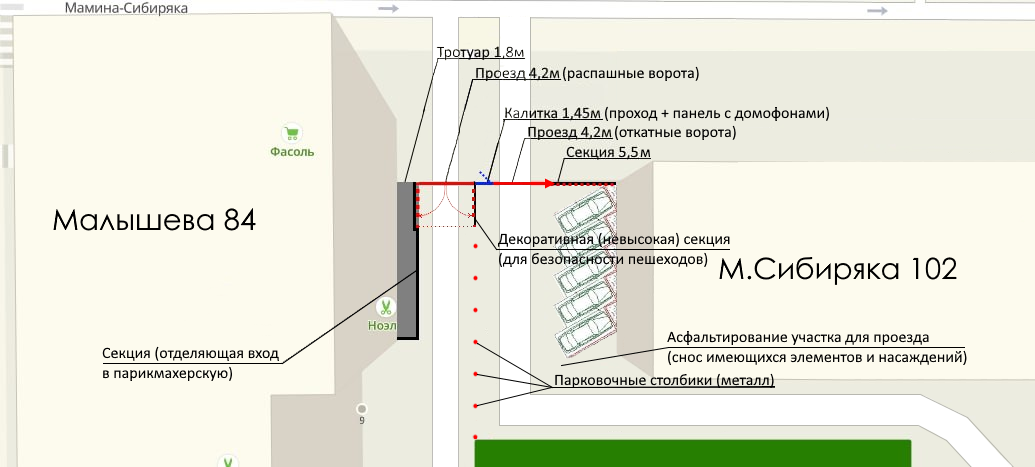 Мамина-Сибиряка
Тротуар 1,8м
Проезд 4,2м (распашные ворота)
Калитка 1,45м (проход + панель с домофонами)
Проезд 4,2м (откатные ворота)
Секция 5,5м
Фасоль
Малышева 84
Декоративная (невысокая) секция
(для безопасности пешеходов)
М.Сибиряка 102
Ноэл
Секция (отделяющая вход
в парикмахерскую)
Асфальтирование участка для проезда
(снос имеющихся элементов и насаждений)
Парковочные столбики (металл)
9